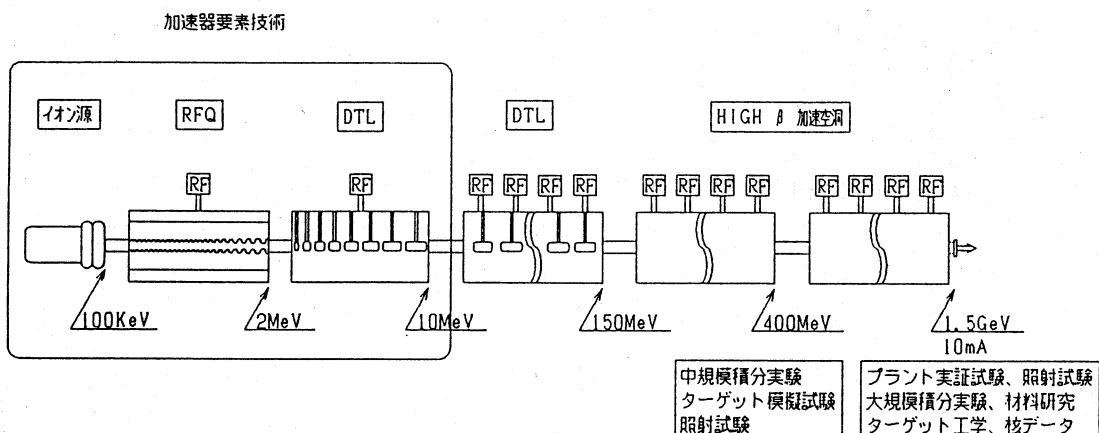 加速器要素技術
イオン源
RFQ
DTL
DTL
HIGH β 加速空洞
RF
RF
RF RF RF RF
RF RF RF RF
RF RF RF RF
100KeV
2MeV
10MeV
150MeV
400MeV
1.5GeV
10mA
中規模積分実験
ターゲット模擬試験
照射試験
プラント実証試験、照射試験
大規模積分実験、材料研究
ターゲット工学、核データ